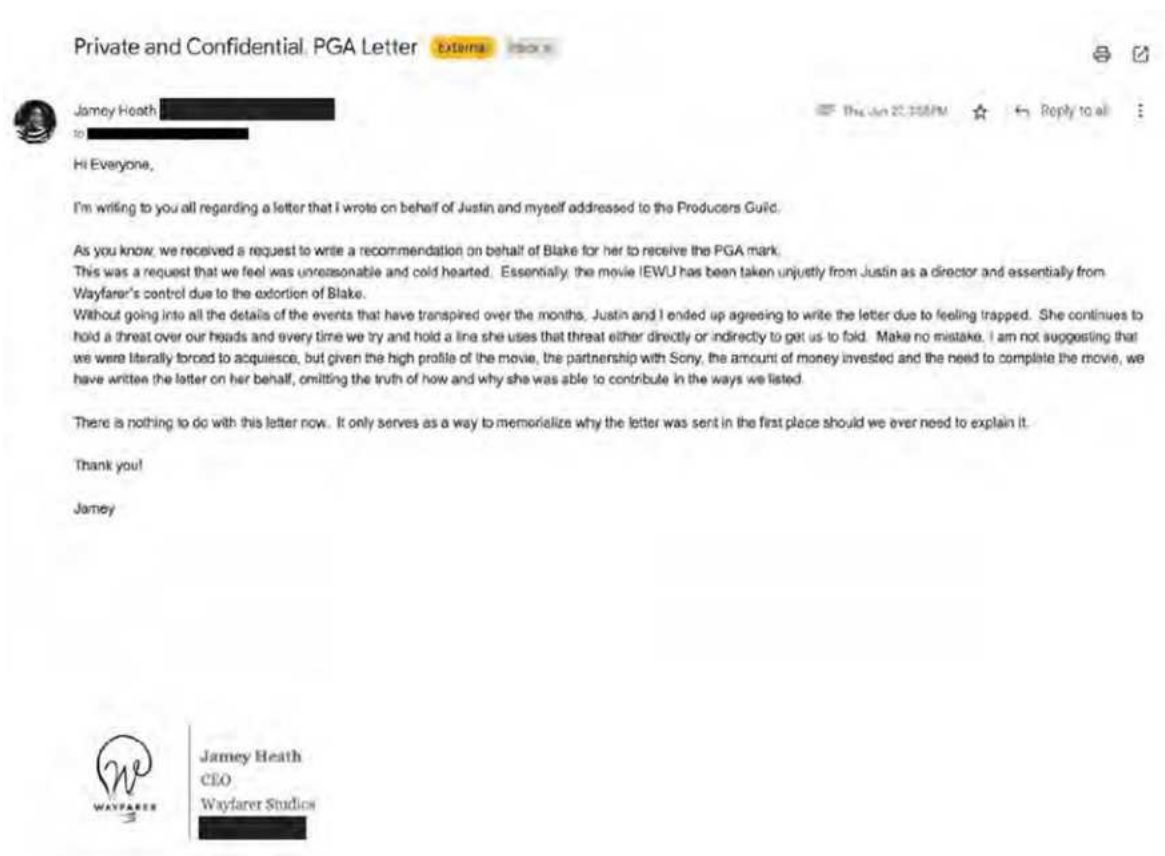 Private and Confidential. PGA Letter External Inbox x
Jamey Heath
to
Reply to all
Hi Everyone,
I'm writing to you all regarding a letter that I wrote on behalf of Justin and myself addressed to the Producers Guild.
As you know, we received a request to write a recommendation on behalf of Blake for her to receive the PGA mark.
This was a request that we feel was unreasonable and cold hearted. Essentially, the movie IEWU has been taken unjustly from Justin as a director and essentially from
Wayfarer's control due to the extortion of Blake.
Without going into all the details of the events that have transpired over the months, Justin and I ended up agreeing to write the letter due to feeling trapped. She continues to
hold a threat over our heads and every time we try and hold a line she uses that threat either directly or indirectly to get us to fold. Make no mistake, I am not suggesting that
we were literally forced to acquiesce, but given the high profile of the movie, the partnership with Sony, the amount of money invested and the need to complete the movie, we
have written the letter on her behalf, omitting the truth of how and why she was able to contribute in the ways we listed.
There is nothing to do with this letter now. It only serves as a way to memorialize why the letter was sent in the first place should we ever need to explain it.
Thank you!
Jamey
We
WAYFARER
Jamey Heath
CEO
Wayfarer Studios